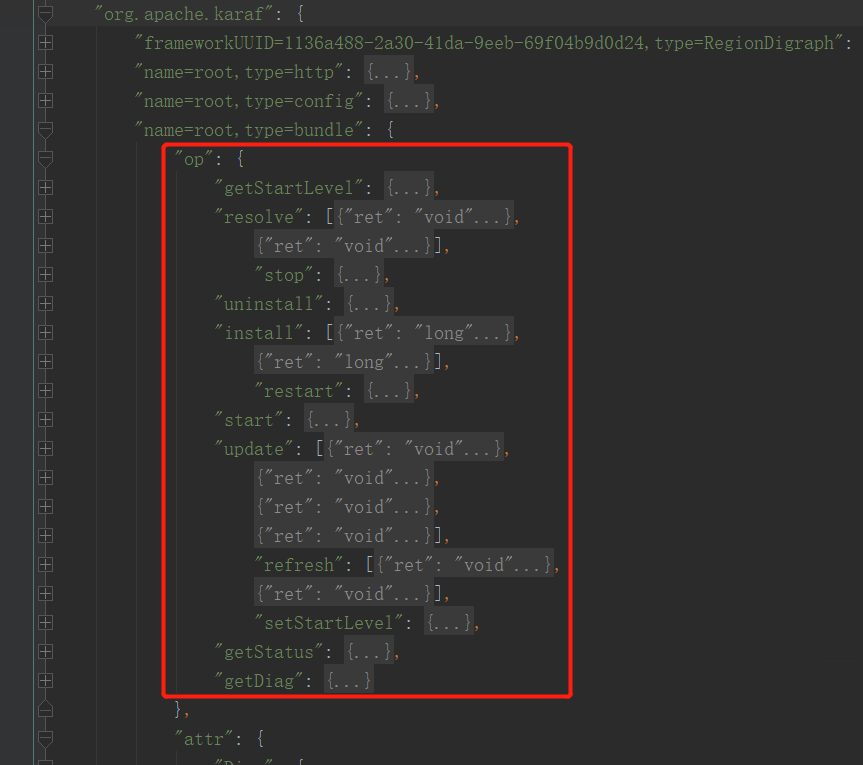 "org.apache.karaf": {
"frameworkUUID=1136a488-2a30-41da-9eeb-69f04b9d0d24,type=RegionDigraph":
"name=root,type=http": {...},
"name=root,type=config": {...},
"name=root,type=bundle": {
"op": {
"getStartLevel": {...},
"resolve": [{"ret": "void"...},
{"ret": "void"...}],
"stop": {...},
"uninstall": {...},
"install": [{"ret": "long"...},
{"ret": "long"...}],
"restart": {...},
"start": {...},
"update": [{"ret": "void"...},
{"ret": "void"...},
{"ret": "void"...},
{"ret": "void"...}],
"refresh": [{"ret": "void"...},
{"ret": "void"...}],
"setStartLevel": {...},
"getStatus": {...},
"getDiag": {...}
},
"attr": {